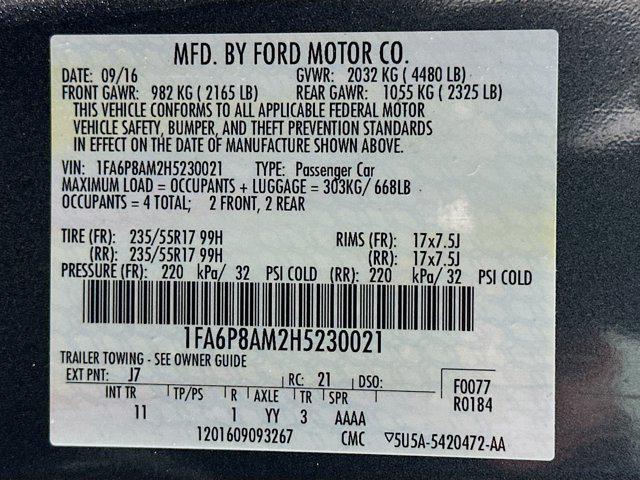 MFD. BY FORD MOTOR CO.
DATE: 09/16 GVWR: 2032 KG ( 4480 LB)
FRONT GAWR: 982 KG ( 2165 LB) REAR GAWR: 1055 KG ( 2325 LB)
THIS VEHICLE CONFORMS TO ALL APPLICABLE FEDERAL MOTOR
VEHICLE SAFETY, BUMPER, AND THEFT PREVENTION STANDARDS
IN EFFECT ON THE DATE OF MANUFACTURE SHOWN ABOVE.
VIN: 1FA6P8AM2H5230021 TYPE: Passenger Car
MAXIMUM LOAD = OCCUPANTS + LUGGAGE = 303KG/ 668LB
OCCUPANTS = 4 TOTAL; 2 FRONT, 2 REAR
TIRE (FR): 235/55R17 99H RIMS (FR): 17x7.5J
(RR): 235/55R17 99H (RR): 17x7.5J
PRESSURE (FR): 220 kPa/ 32 PSI COLD (RR): 220 kPa/ 32 PSI COLD
1FA6P8AM2H5230021
TRAILER TOWING - SEE OWNER GUIDE
EXT PNT: J7 RC: 21 DSO: F0077
INT TR TP/PS R AXLE TR SPR R0184
11 1 YY 3 AAAA
1201609093267 CMC ▽5U5A-5420472-AA